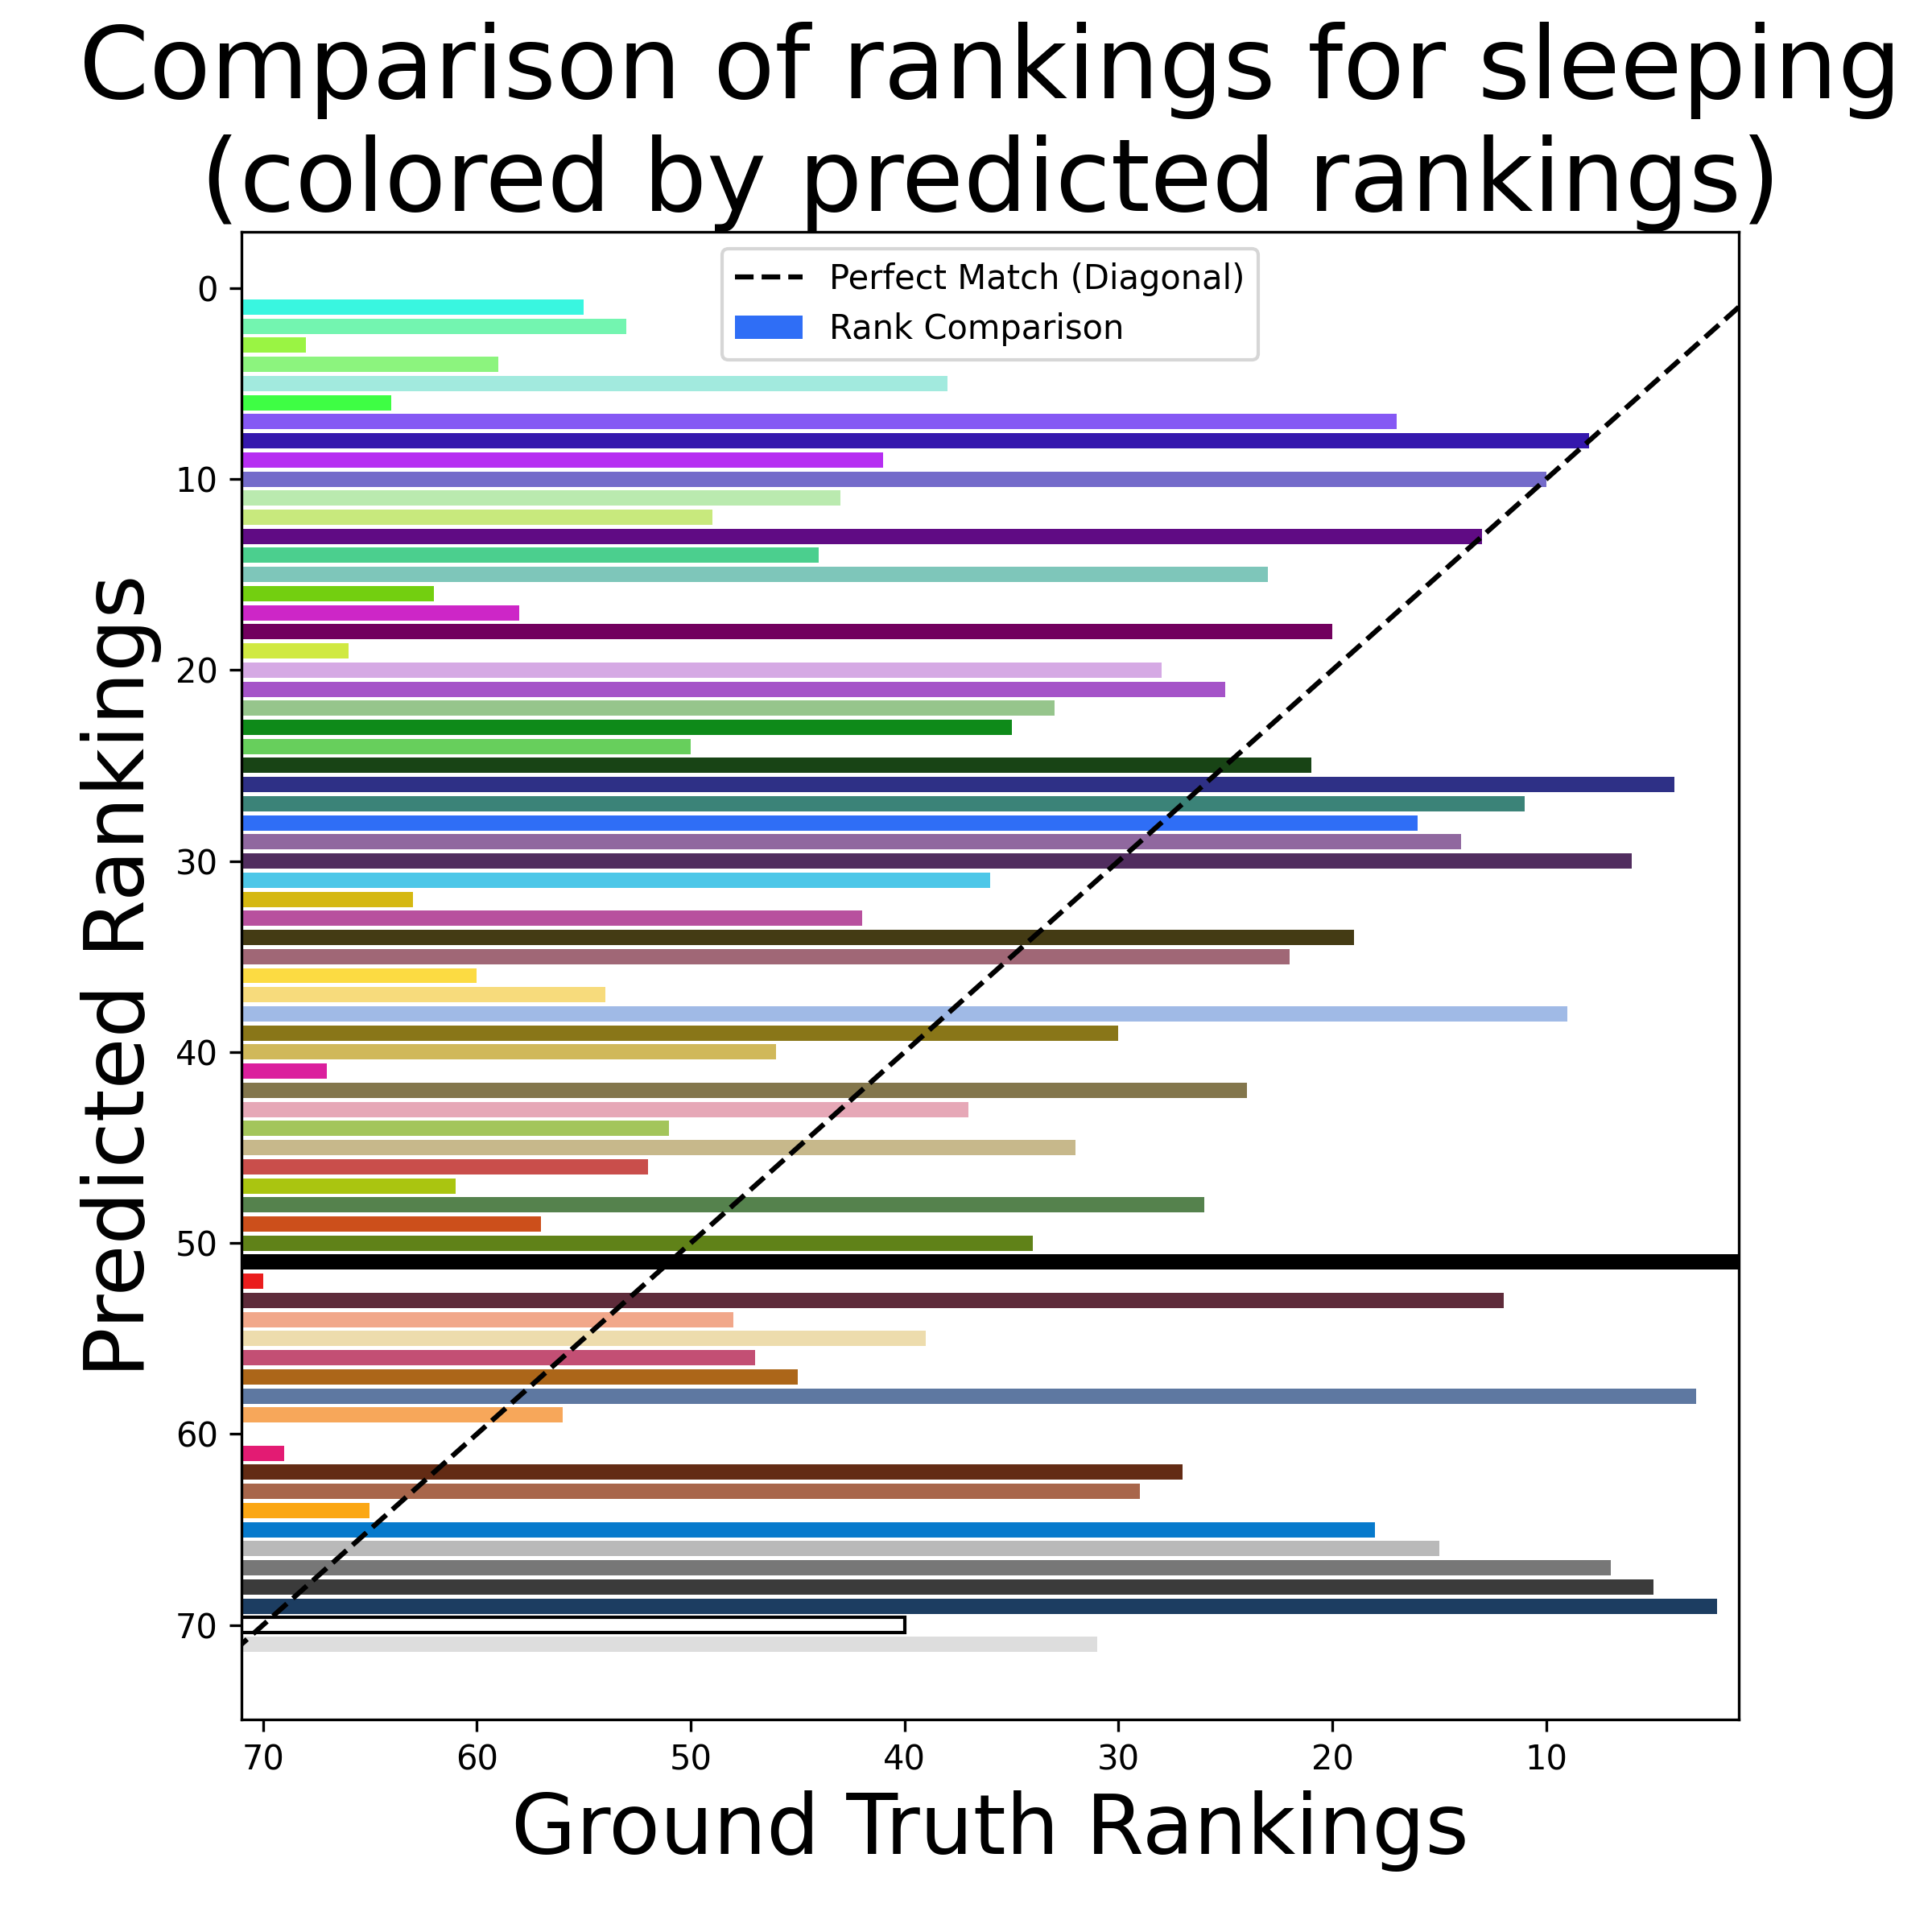 Comparison of rankings for sleeping
(colored by predicted rankings)
Perfect Match (Diagonal)
Rank Comparison
Predicted Rankings
0
10
20
30
40
50
60
70
70 60 50 40 30 20 10
Ground Truth Rankings